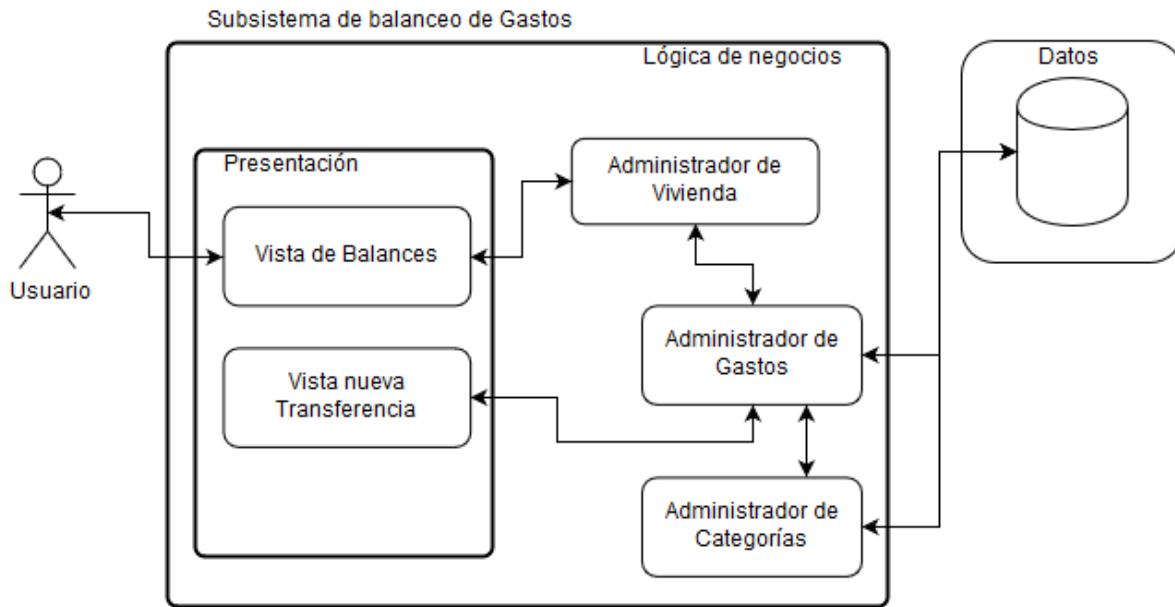 Subsistema de balanceo de Gastos
Lógica de negocios
Datos
Presentación
Administrador de
Vivienda
Vista de Balances
Usuario
Administrador de
Gastos
Vista nueva
Transferencia
Administrador de
Categorías